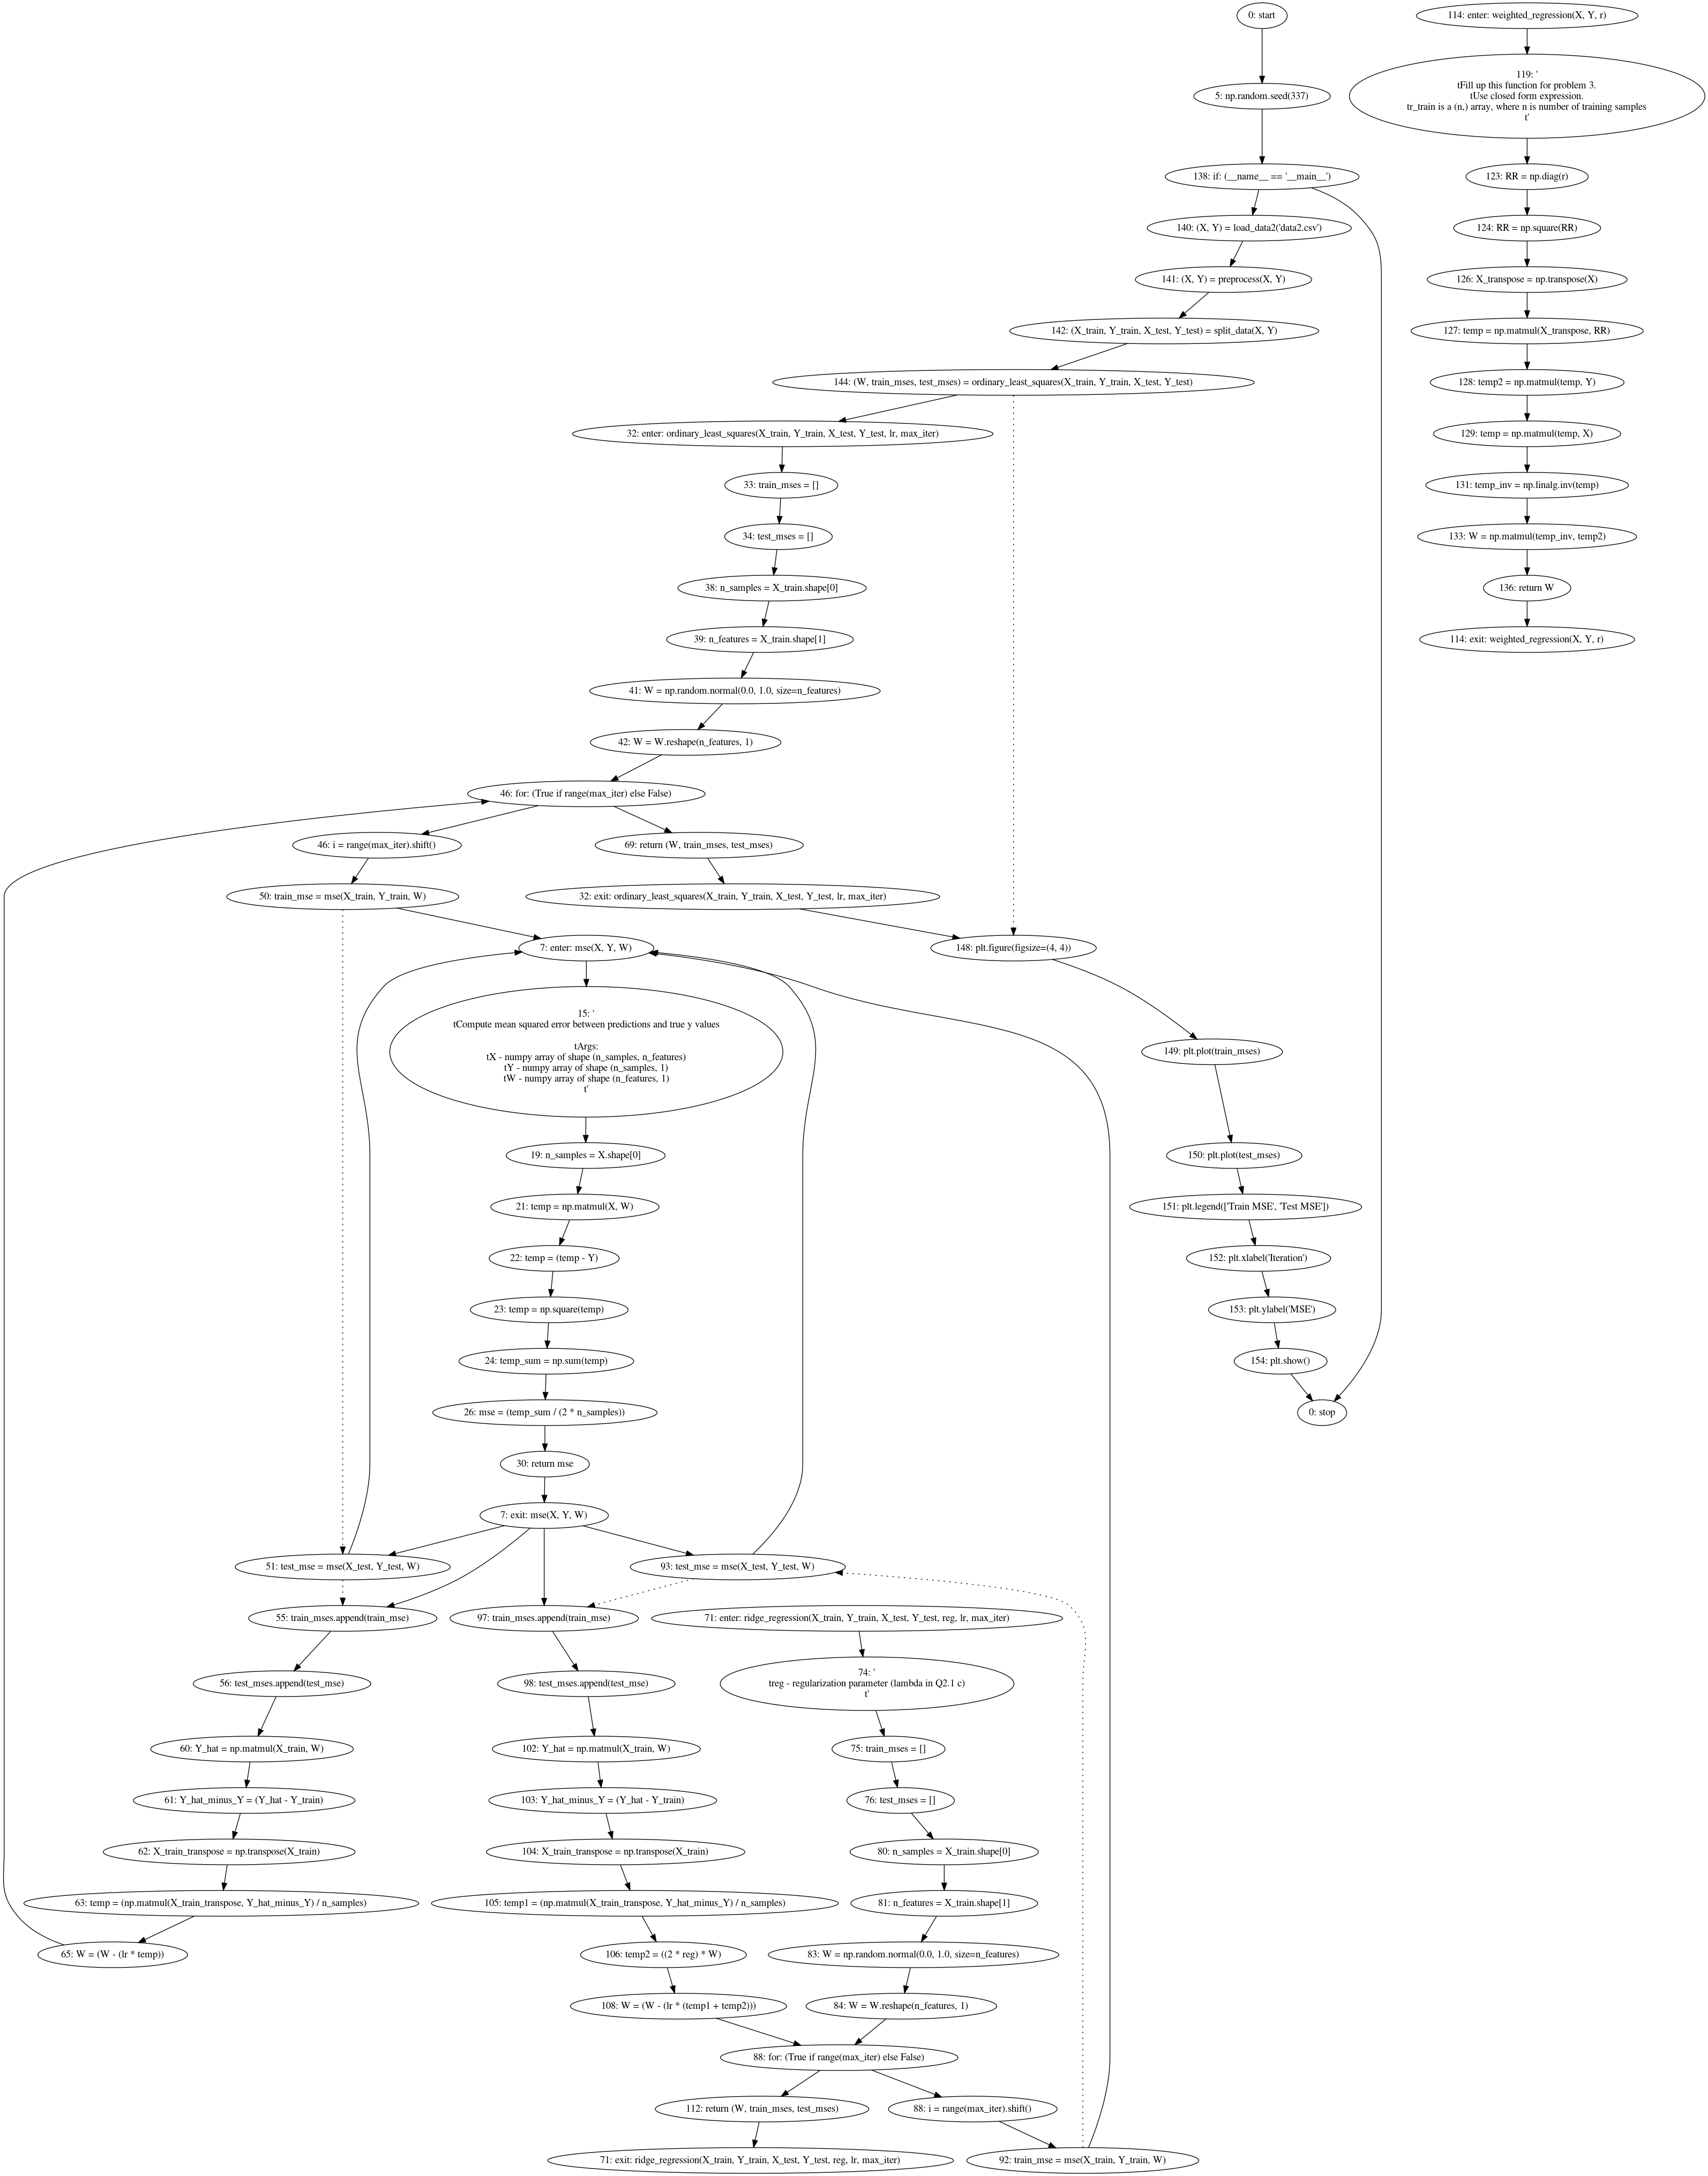 0: start
114: enter: weighted_regression(X, Y, r)
5: np.random.seed(337)
119: '
tFill up this function for problem 3.
tUse closed form expression.
tr_train is a (n,) array, where n is number of training samples
t'
138: if: (__name__ == '__main__')
123: RR = np.diag(r)
140: (X, Y) = load_data2('data2.csv')
124: RR = np.square(RR)
141: (X, Y) = preprocess(X, Y)
126: X_transpose = np.transpose(X)
142: (X_train, Y_train, X_test, Y_test) = split_data(X, Y)
127: temp = np.matmul(X_transpose, RR)
144: (W, train_mses, test_mses) = ordinary_least_squares(X_train, Y_train, X_test, Y_test)
128: temp2 = np.matmul(temp, Y)
32: enter: ordinary_least_squares(X_train, Y_train, X_test, Y_test, lr, max_iter)
129: temp = np.matmul(temp, X)
33: train_mses = []
131: temp_inv = np.linalg.inv(temp)
34: test_mses = []
133: W = np.matmul(temp_inv, temp2)
38: n_samples = X_train.shape[0]
136: return W
39: n_features = X_train.shape[1]
114: exit: weighted_regression(X, Y, r)
41: W = np.random.normal(0.0, 1.0, size=n_features)
42: W = W.reshape(n_features, 1)
46: for: (True if range(max_iter) else False)
46: i = range(max_iter).shift()
69: return (W, train_mses, test_mses)
50: train_mse = mse(X_train, Y_train, W)
32: exit: ordinary_least_squares(X_train, Y_train, X_test, Y_test, lr, max_iter)
7: enter: mse(X, Y, W)
148: plt.figure(figsize=(4, 4))
15: '
tCompute mean squared error between predictions and true y values
tArgs:
tX - numpy array of shape (n_samples, n_features)
tY - numpy array of shape (n_samples, 1)
tW - numpy array of shape (n_features, 1)
t'
149: plt.plot(train_mses)
19: n_samples = X.shape[0]
150: plt.plot(test_mses)
21: temp = np.matmul(X, W)
151: plt.legend(['Train MSE', 'Test MSE'])
22: temp = (temp - Y)
152: plt.xlabel('Iteration')
23: temp = np.square(temp)
153: plt.ylabel('MSE')
24: temp_sum = np.sum(temp)
154: plt.show()
26: mse = (temp_sum / (2 * n_samples))
0: stop
30: return mse
7: exit: mse(X, Y, W)
51: test_mse = mse(X_test, Y_test, W)
93: test_mse = mse(X_test, Y_test, W)
55: train_mses.append(train_mse)
97: train_mses.append(train_mse)
71: enter: ridge_regression(X_train, Y_train, X_test, Y_test, reg, lr, max_iter)
56: test_mses.append(test_mse)
98: test_mses.append(test_mse)
74: '
treg - regularization parameter (lambda in Q2.1 c)
t'
60: Y_hat = np.matmul(X_train, W)
102: Y_hat = np.matmul(X_train, W)
75: train_mses = []
61: Y_hat_minus_Y = (Y_hat - Y_train)
103: Y_hat_minus_Y = (Y_hat - Y_train)
76: test_mses = []
62: X_train_transpose = np.transpose(X_train)
104: X_train_transpose = np.transpose(X_train)
80: n_samples = X_train.shape[0]
63: temp = (np.matmul(X_train_transpose, Y_hat_minus_Y) / n_samples)
105: temp1 = (np.matmul(X_train_transpose, Y_hat_minus_Y) / n_samples)
81: n_features = X_train.shape[1]
65: W = (W - (lr * temp))
106: temp2 = ((2 * reg) * W)
83: W = np.random.normal(0.0, 1.0, size=n_features)
108: W = (W - (lr * (temp1 + temp2)))
84: W = W.reshape(n_features, 1)
88: for: (True if range(max_iter) else False)
112: return (W, train_mses, test_mses)
88: i = range(max_iter).shift()
71: exit: ridge_regression(X_train, Y_train, X_test, Y_test, reg, lr, max_iter)
92: train_mse = mse(X_train, Y_train, W)